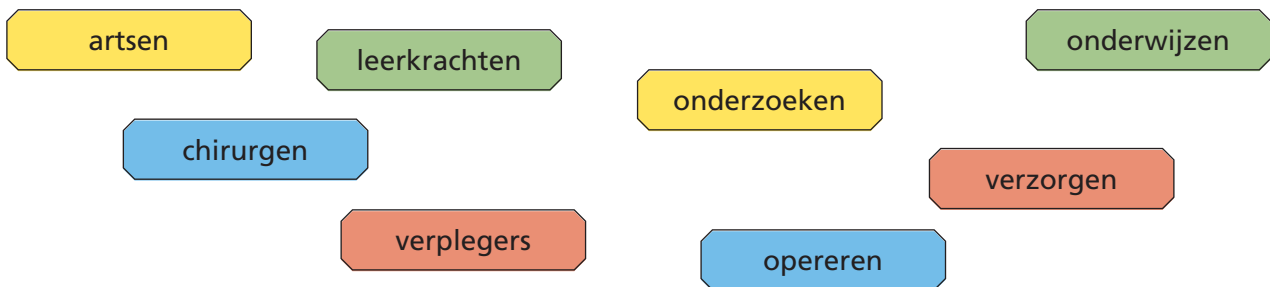 artsen
leerkrachten
chirurgen
verplegers
onderzoeken
onderwijzen
verzorgen
opereren